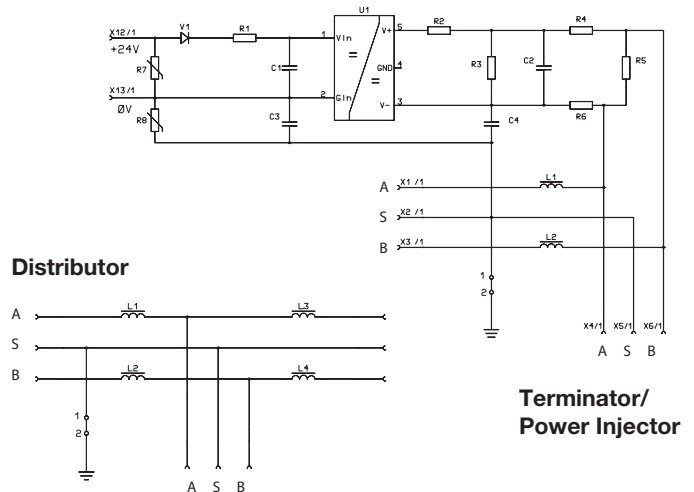 X12/1 V1 R1 U1 R2 R4
+24V 1 VIn V+ 5
R7 C1 = GND 4 R3 C2 R5
X13/1 2 GIn = V- 3 R6
0V
R8 C3 C4
A X1 /1 L1
S X2 /1
B X3 /1 L2
1
2
X4/1 X5/1 X6/1
A S B
Terminator/
Power Injector
Distributor
A L1 L3
S
B L2 L4
1
2
A S B